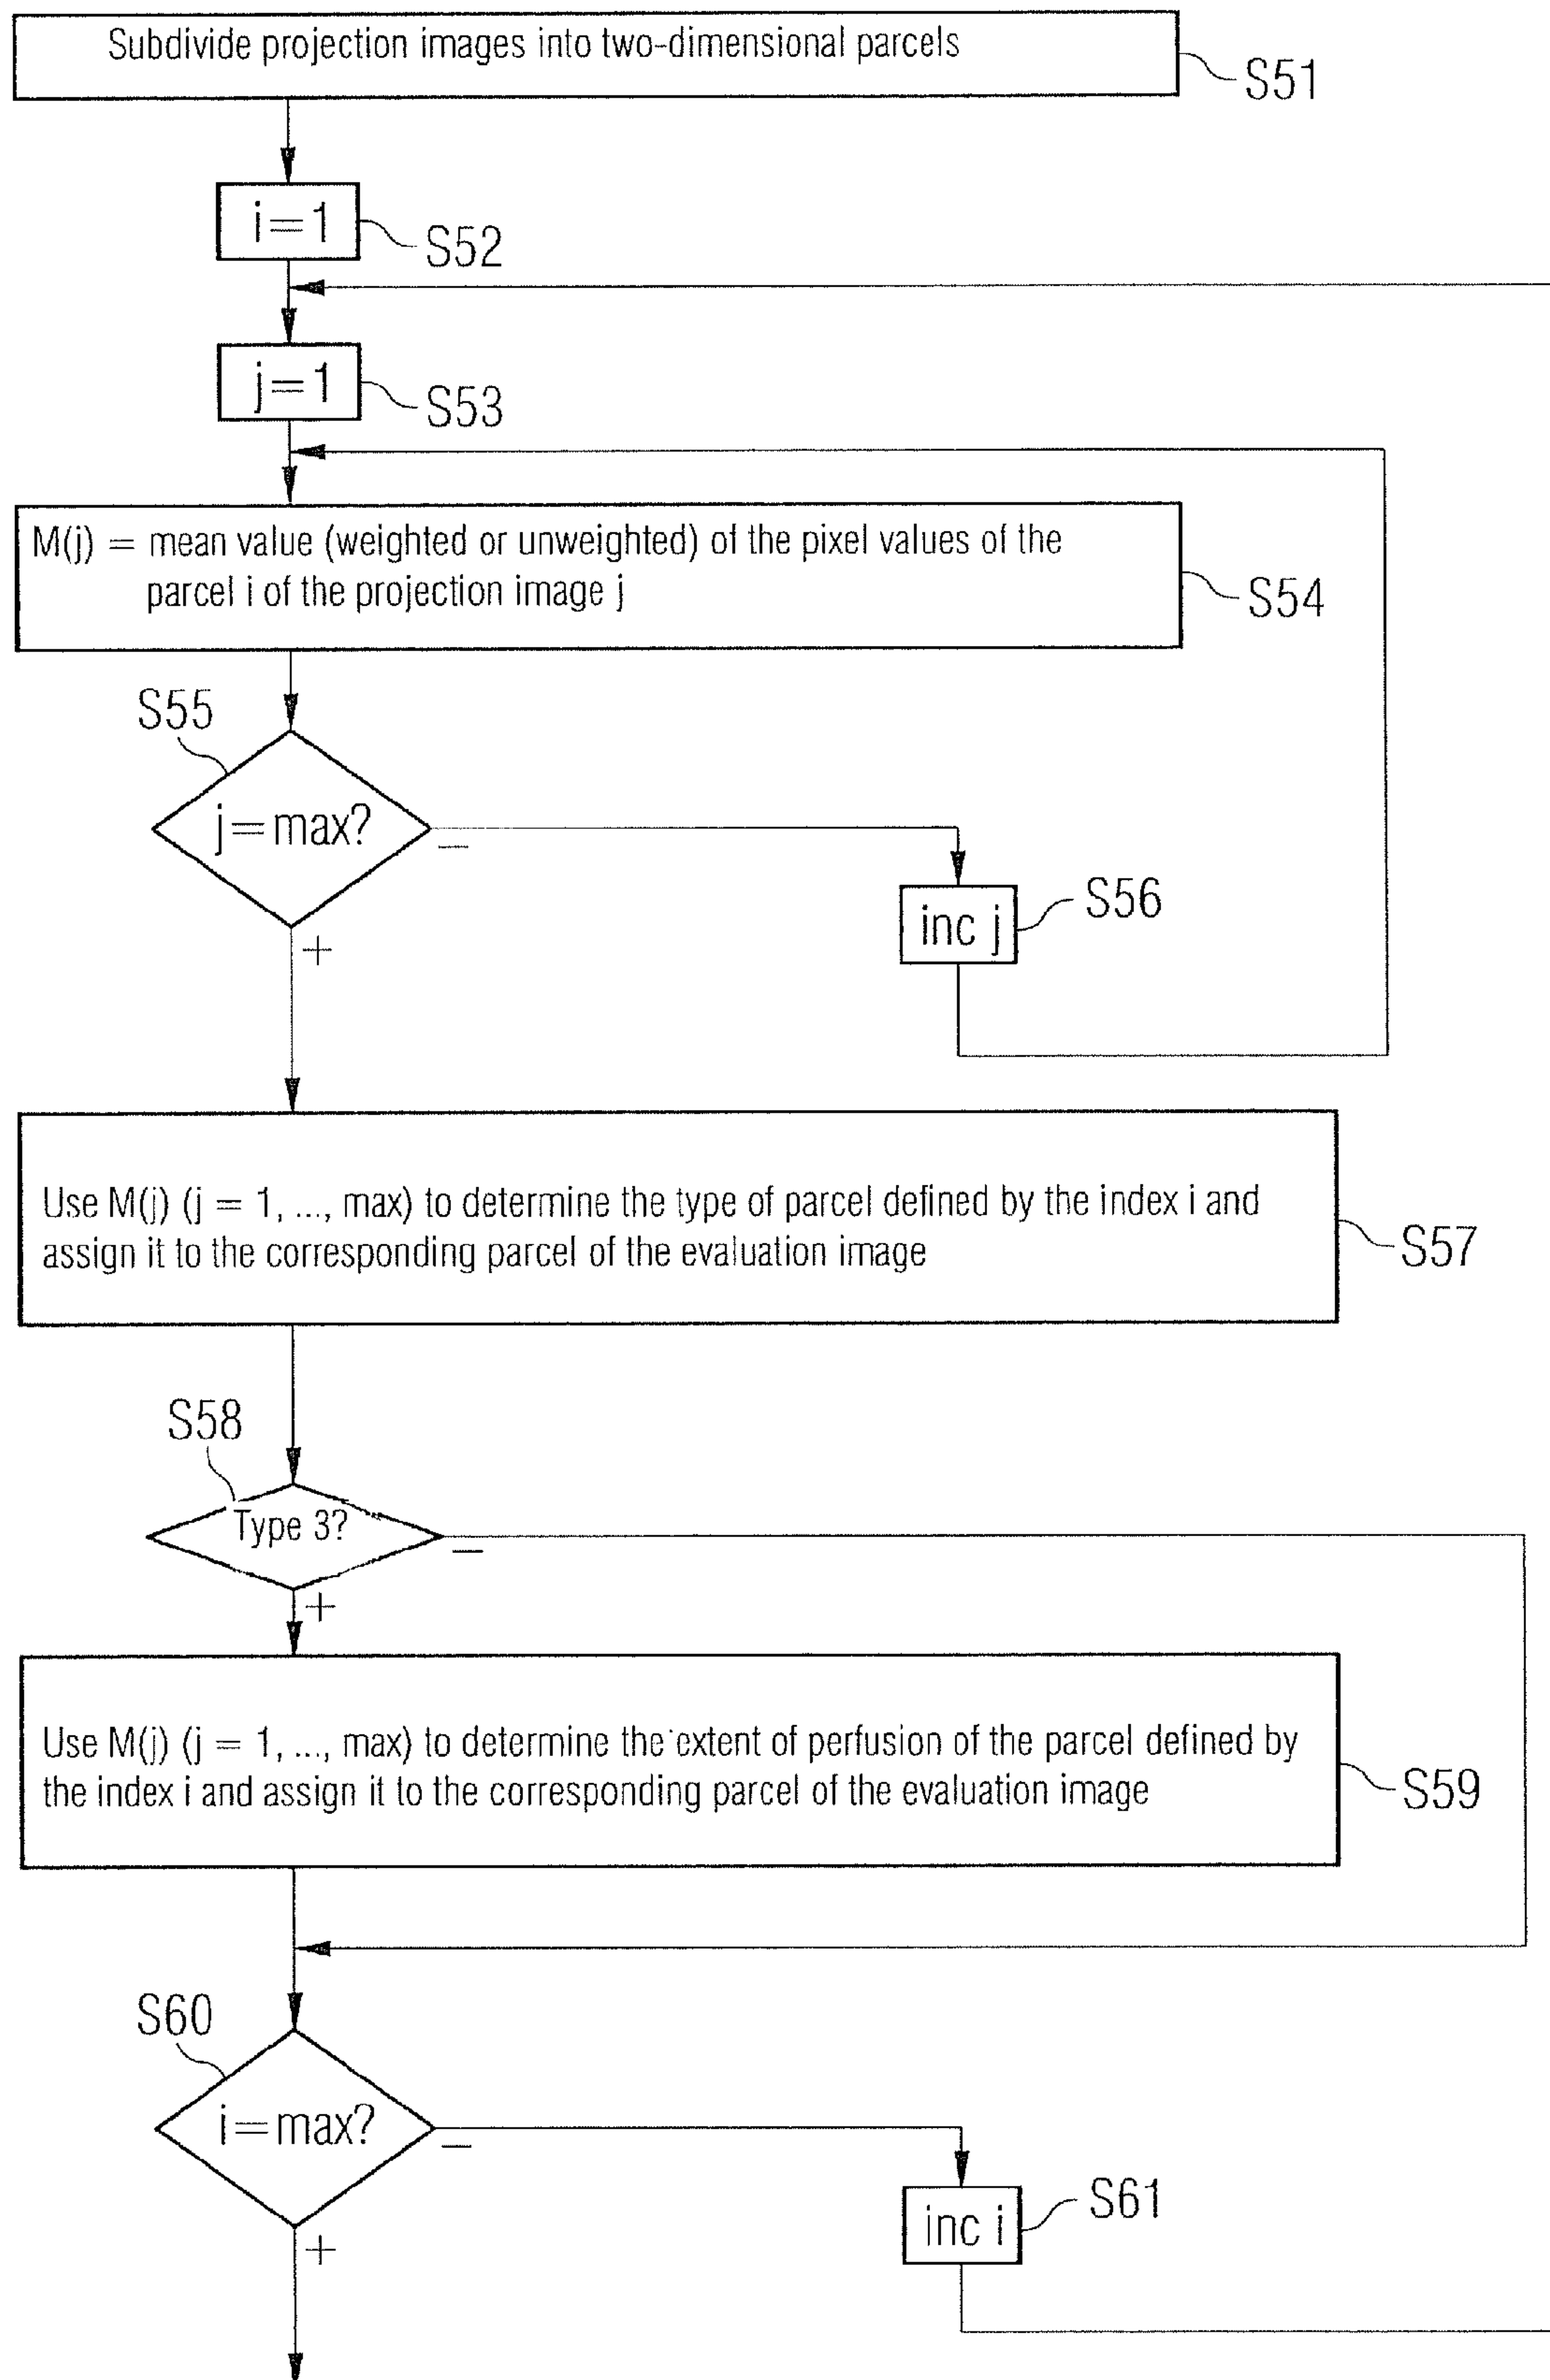 Subdivide projection images into two-dimensional parcels
S51
i=1
S52
j=1
S53
M(j) = mean value (weighted or unweighted) of the pixel values of the
parcel i of the projection image j
S54
S55
j=max?
−
+
inc j
S56
Use M(j) (j = 1, ..., max) to determine the type of parcel defined by the index i and
assign it to the corresponding parcel of the evaluation image
S57
S58
Type 3?
−
+
Use M(j) (j = 1, ..., max) to determine the extent of perfusion of the parcel defined by
the index i and assign it to the corresponding parcel of the evaluation image
S59
S60
i=max?
−
+
inc i
S61